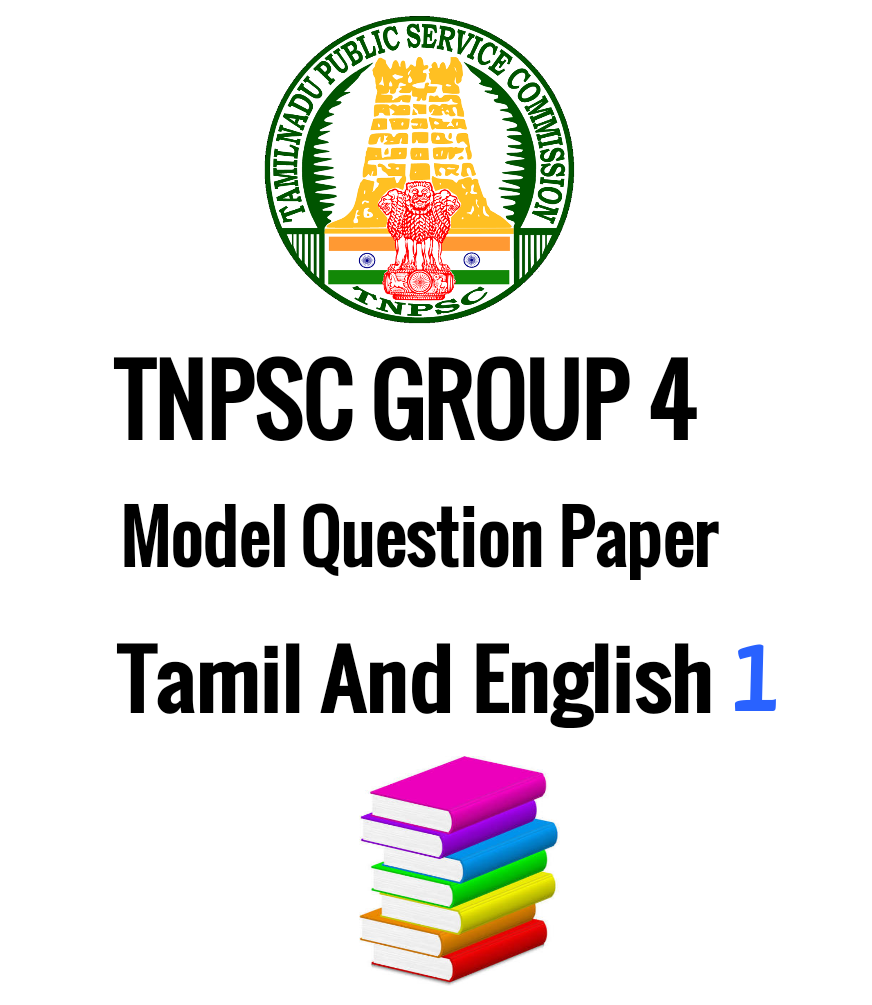 TAMILNADU PUBLIC SERVICE COMMISSION
TNPSC
TNPSC GROUP 4
Model Question Paper
Tamil And English 1